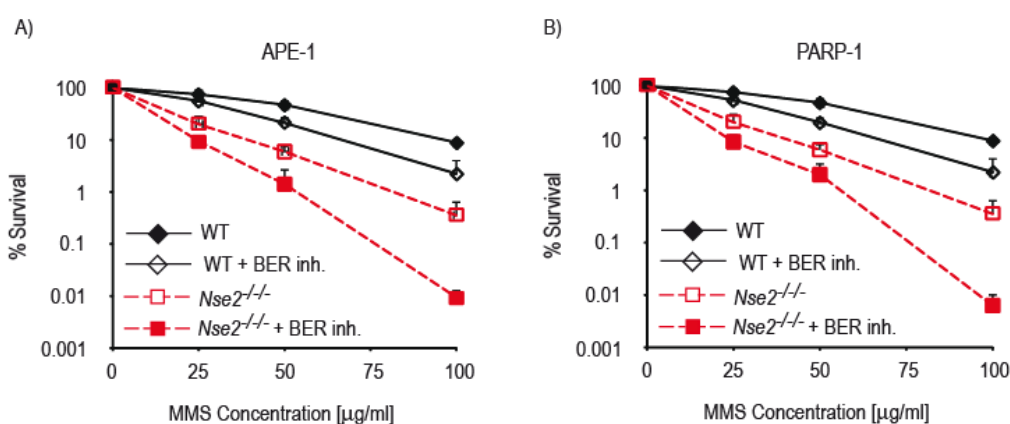 A)
APE-1
% Survival
100
10
1
0.1
0.01
0.001
WT
WT + BER inh.
Nse2-/-/-
Nse2-/-/- + BER inh.
0 25 50 75 100
MMS Concentration [µg/ml]
B)
PARP-1
% Survival
100
10
1
0.1
0.01
0.001
WT
WT + BER inh.
Nse2-/-/-
Nse2-/-/- + BER inh.
0 25 50 75 100
MMS Concentration [µg/ml]